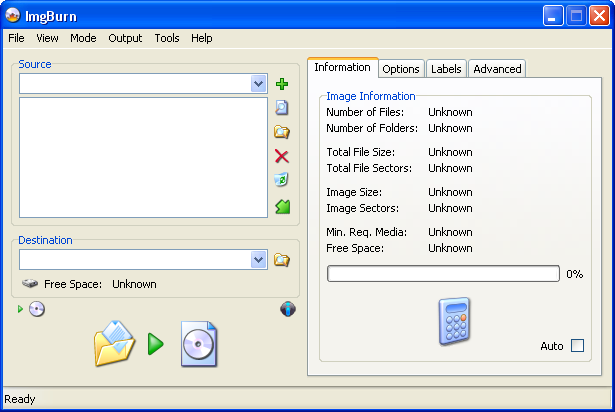 ImgBurn
File View Mode Output Tools Help
Source
Information Options Labels Advanced
Image Information
Number of Files: Unknown
Number of Folders: Unknown
Total File Size: Unknown
Total File Sectors: Unknown
Image Size: Unknown
Image Sectors: Unknown
Min. Req. Media: Unknown
Free Space: Unknown
0%
Auto
Destination
Free Space: Unknown
Ready